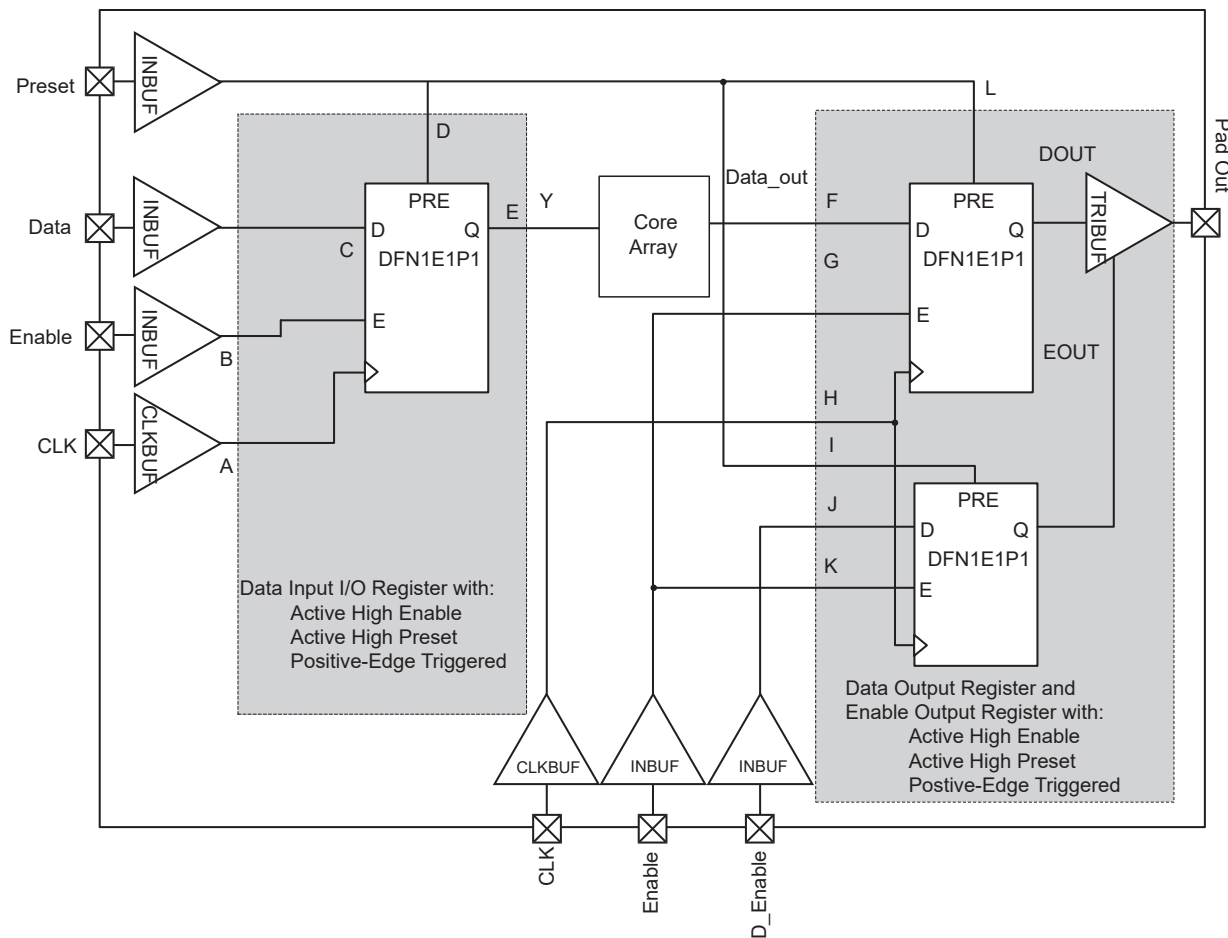 Preset
INBUF
L
D
Pad Out
DOUT
Data
INBUF
PRE
D
Q
C
DFN1E1P1
E
E
Y
Core
Array
Data_out
F
G
PRE
D
Q
DFN1E1P1
E
TRIBUF
EOUT
Enable
INBUF
B
CLK
CLKBUF
A
H
I
J
K
PRE
D
Q
DFN1E1P1
E
Data Input I/O Register with:
Active High Enable
Active High Preset
Positive-Edge Triggered
Data Output Register and
Enable Output Register with:
Active High Enable
Active High Preset
Postive-Edge Triggered
CLKBUF
INBUF
INBUF
CLK
Enable
D_Enable